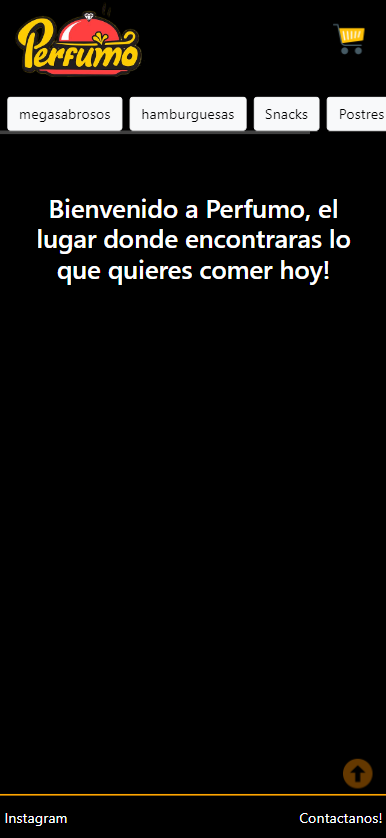 Perfumo
megasabrosos hamburguesas Snacks Postres
Bienvenido a Perfumo, el
lugar donde encontraras lo
que quieres comer hoy!
Instagram Contactanos!